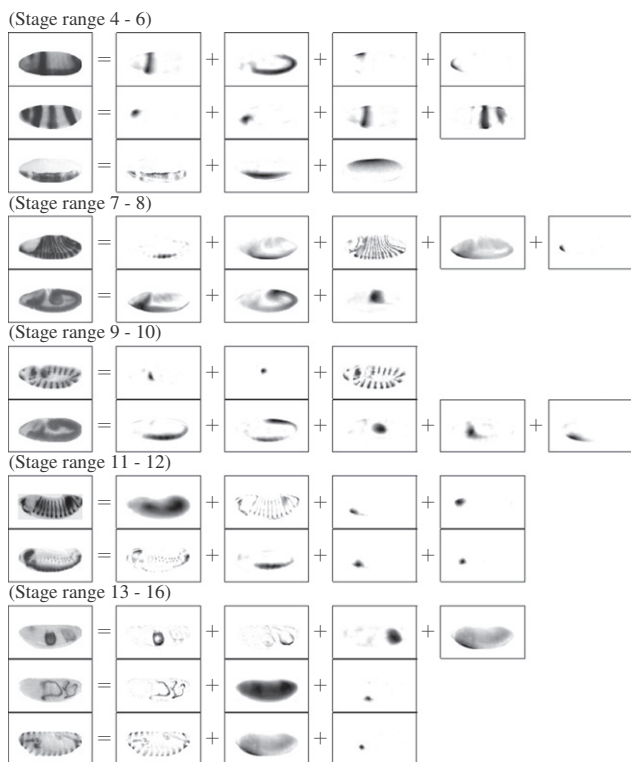 (Stage range 4 - 6)
= + + +
= + + +
= + +
(Stage range 7 - 8)
= + + + +
= + +
(Stage range 9 - 10)
= + +
= + + + +
(Stage range 11 - 12)
= + + +
= + + +
(Stage range 13 - 16)
= + + +
= + +
= + +